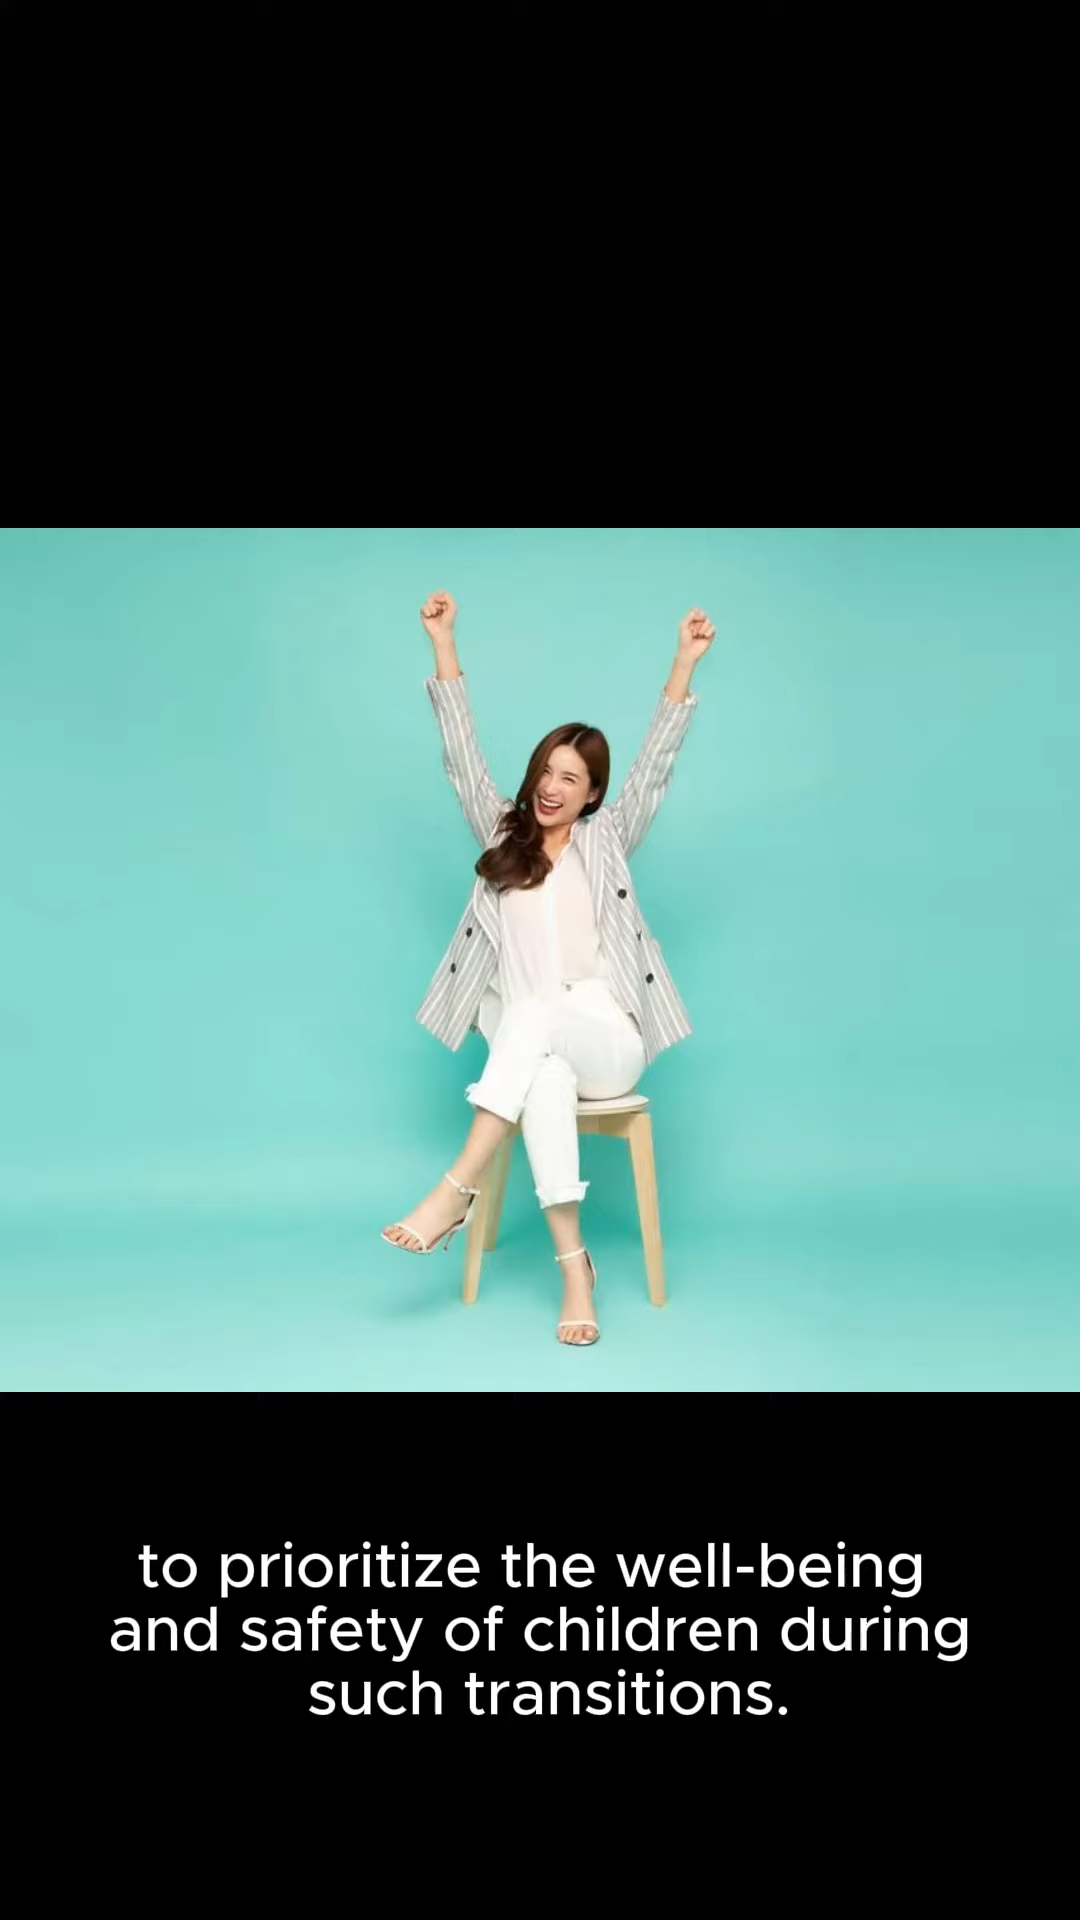 to prioritize the well-being
and safety of children during
such transitions.